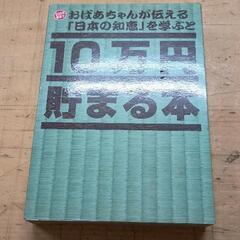 おばあちゃんが伝える
「日本の知恵」を学ぶと
10万円
貯まる本